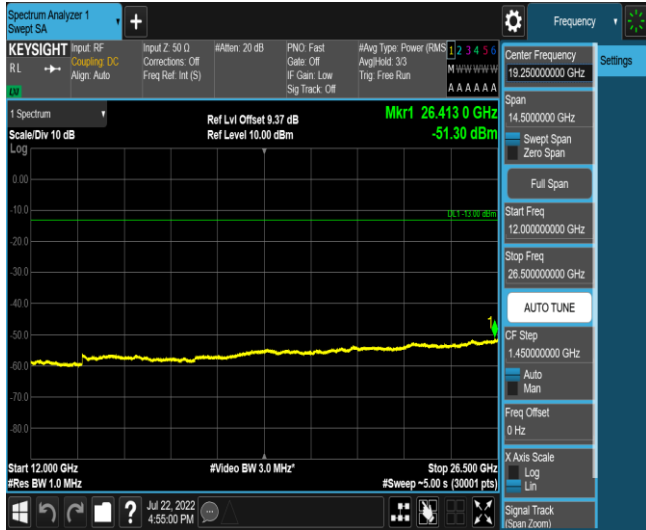 Spectrum Analyzer 1
Swept SA
Frequency
KEYSIGHT
RL
Input: RF
Coupling: DC
Align: Auto
Input Z: 50 Ω
Corrections: Off
Freq Ref: Int (S)
#Atten: 20 dB
PNO: Fast
Gate: Off
IF Gain: Low
Sig Track: Off
#Avg Type: Power (RMS
Avg|Hold: 3/3
Trig: Free Run
1 2 3 4 5 6
M W W W W W
A A A A A A
1 Spectrum
Scale/Div 10 dB
Log
Ref Lvl Offset 9.37 dB
Ref Level 10.00 dBm
Mkr1 26.413 0 GHz
-51.30 dBm
0.00
-10.0
DL1 -13.00 dBm
-20.0
-30.0
-40.0
1
-50.0
-60.0
-70.0
-80.0
Start 12.000 GHz
#Res BW 1.0 MHz
#Video BW 3.0 MHz*
Stop 26.500 GHz
#Sweep ~5.00 s (30001 pts)
Jul 22, 2022
4:55:00 PM
Center Frequency
19.250000000 GHz
Settings
Span
14.5000000 GHz
Swept Span
Zero Span
Full Span
Start Freq
12.000000000 GHz
Stop Freq
26.500000000 GHz
AUTO TUNE
CF Step
1.450000000 GHz
Auto
Man
Freq Offset
0 Hz
X Axis Scale
Log
Lin
Signal Track
(Span Zoom)